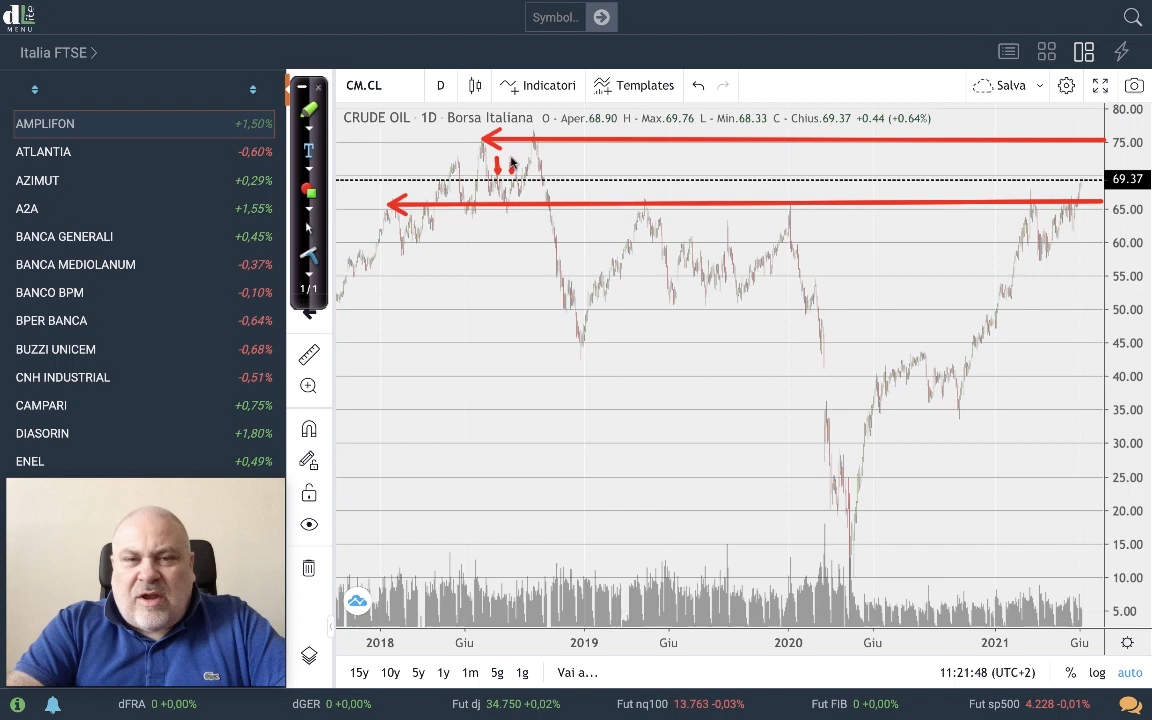 dLite
MENU
Symbol..
Italia FTSE
CM.CL D Indicatori Templates Salva
CRUDE OIL · 1D · Borsa Italiana O - Aper.68.90 H - Max.69.76 L - Min.68.33 C - Chius.69.37 +0.44 (+0.64%)
AMPLIFON +1,50%
ATLANTIA -0,60%
AZIMUT +0,29%
A2A +1,55%
BANCA GENERALI +0,45%
BANCA MEDIOLANUM -0,37%
BANCO BPM -0,10%
BPER BANCA -0,64%
BUZZI UNICEM -0,68%
CNH INDUSTRIAL -0,51%
CAMPARI +0,75%
DIASORIN +1,80%
ENEL +0,49%
T
1/1
80.00
75.00
69.37
65.00
60.00
55.00
50.00
45.00
40.00
35.00
30.00
25.00
20.00
15.00
10.00
5.00
2018 Giu 2019 Giu 2020 Giu 2021 Giu
15y 10y 5y 1y 1m 5g 1g Vai a... 11:21:48 (UTC+2) % log auto
dFRA 0 +0,00% dGER 0 +0,00% Fut dj 34.750 +0,02% Fut nq100 13.763 -0,03% Fut FIB 0 +0,00% Fut sp500 4.228 -0,01%